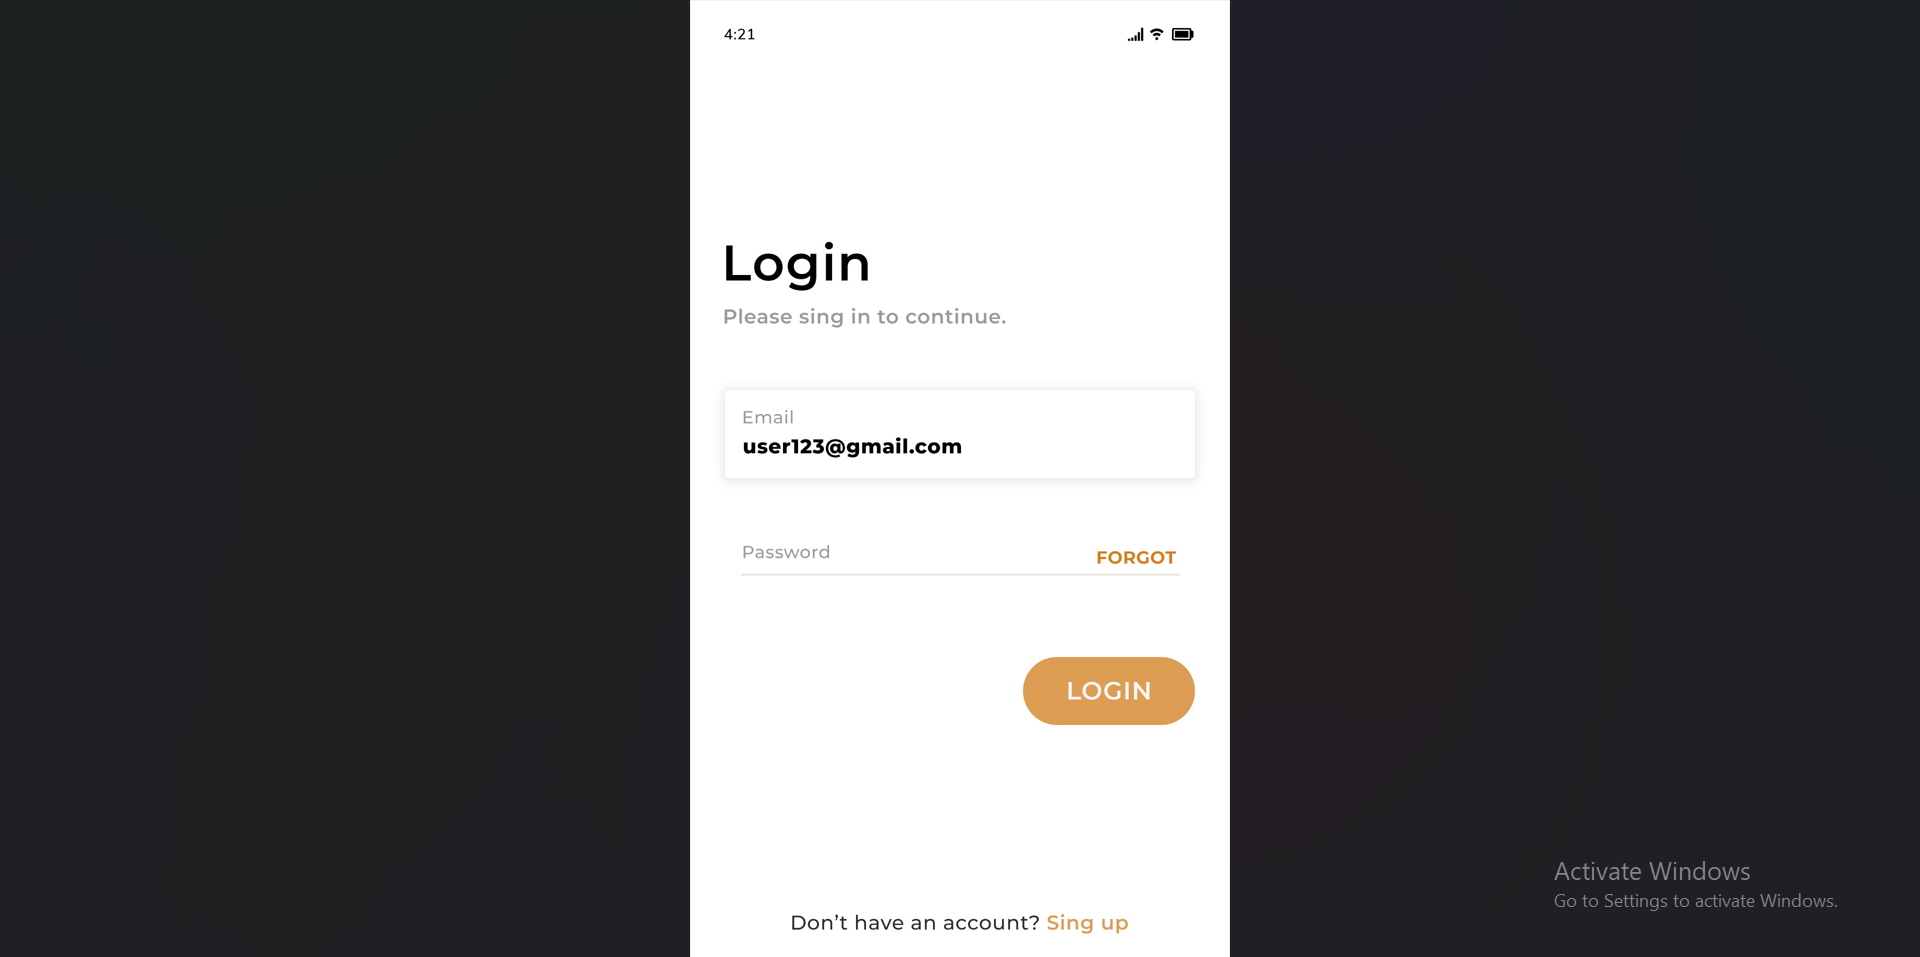 4:21
Login
Please sing in to continue.
Email
user123@gmail.com
Password
FORGOT
LOGIN
Don’t have an account? Sing up
Activate Windows
Go to Settings to activate Windows.